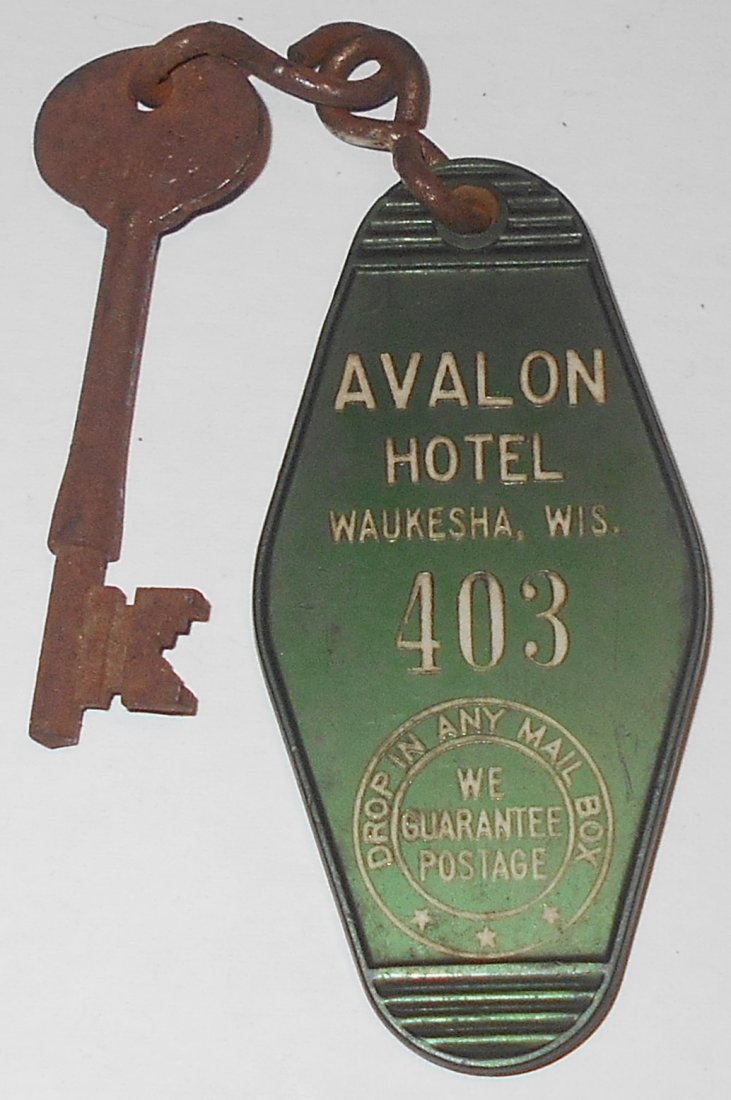 AVALON
HOTEL
WAUKESHA, WIS.
403
DROP IN ANY MAIL BOX
WE
GUARANTEE
POSTAGE